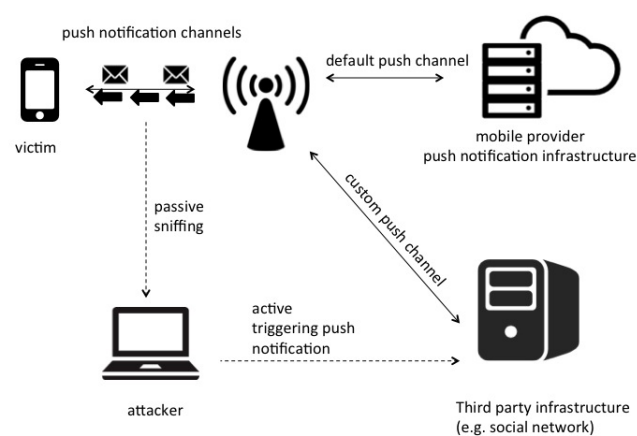 push notification channels
default push channel
victim
mobile provider
push notification infrastructure
custom push channel
passive
sniffing
active
triggering push
notification
attacker
Third party infrastructure
(e.g. social network)